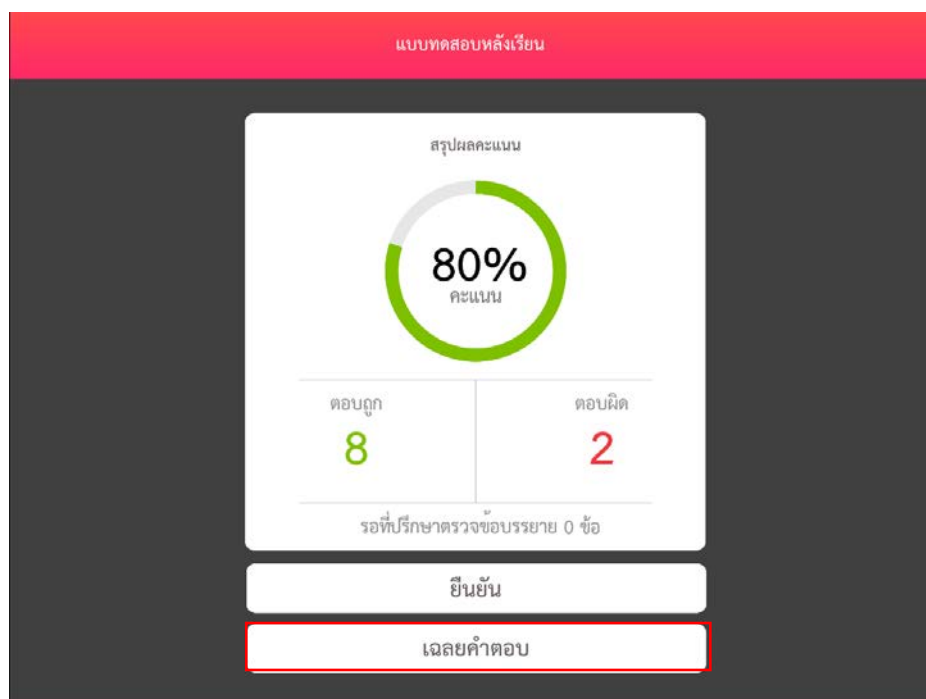 แบบทดสอบหลังเรียน
สรุปผลคะแนน
80%
คะแนน
ตอบถูก
ตอบผิด
8
2
รอที่ปรึกษาตรวจข้อบรรยาย 0 ข้อ
ยืนยัน
เฉลยคำตอบ